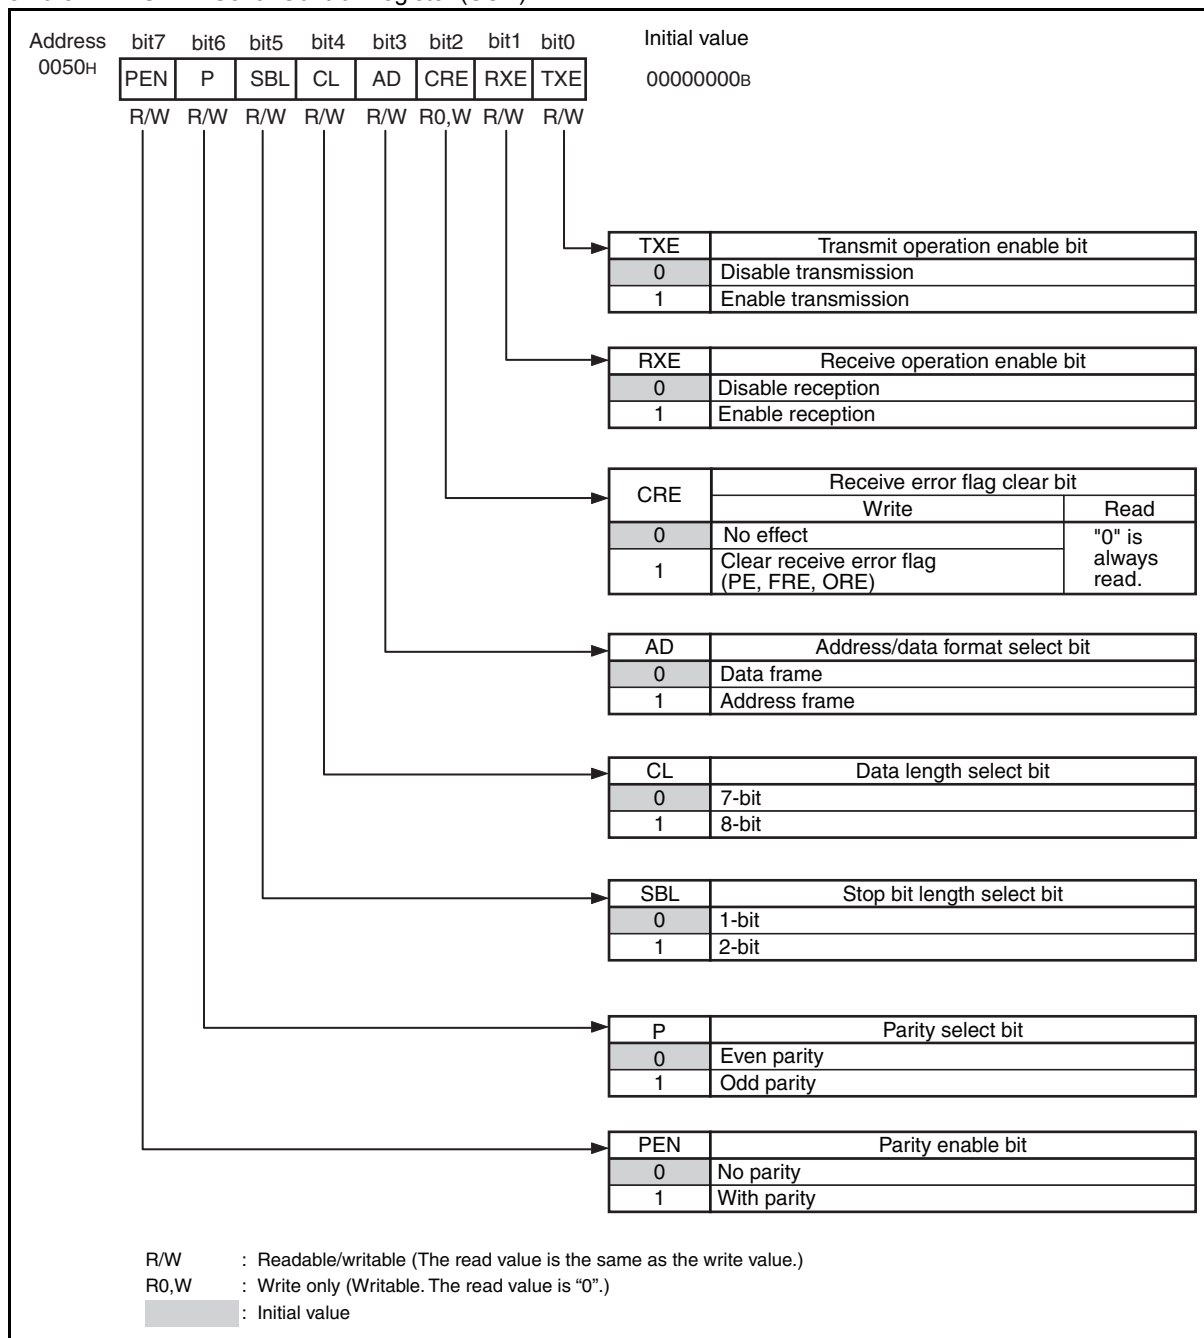 Address bit7 bit6 bit5 bit4 bit3 bit2 bit1 bit0 Initial value
0050H PEN P SBL CL AD CRE RXE TXE 00000000B
R/W R/W R/W R/W R/W R0,W R/W R/W
TXE Transmit operation enable bit
0 Disable transmission
1 Enable transmission
RXE Receive operation enable bit
0 Disable reception
1 Enable reception
CRE Receive error flag clear bit
Write Read
0 No effect "0" is
always
read.
1 Clear receive error flag
(PE, FRE, ORE)
AD Address/data format select bit
0 Data frame
1 Address frame
CL Data length select bit
0 7-bit
1 8-bit
SBL Stop bit length select bit
0 1-bit
1 2-bit
P Parity select bit
0 Even parity
1 Odd parity
PEN Parity enable bit
0 No parity
1 With parity
R/W : Readable/writable (The read value is the same as the write value.)
R0,W : Write only (Writable. The read value is “0”.)
: Initial value